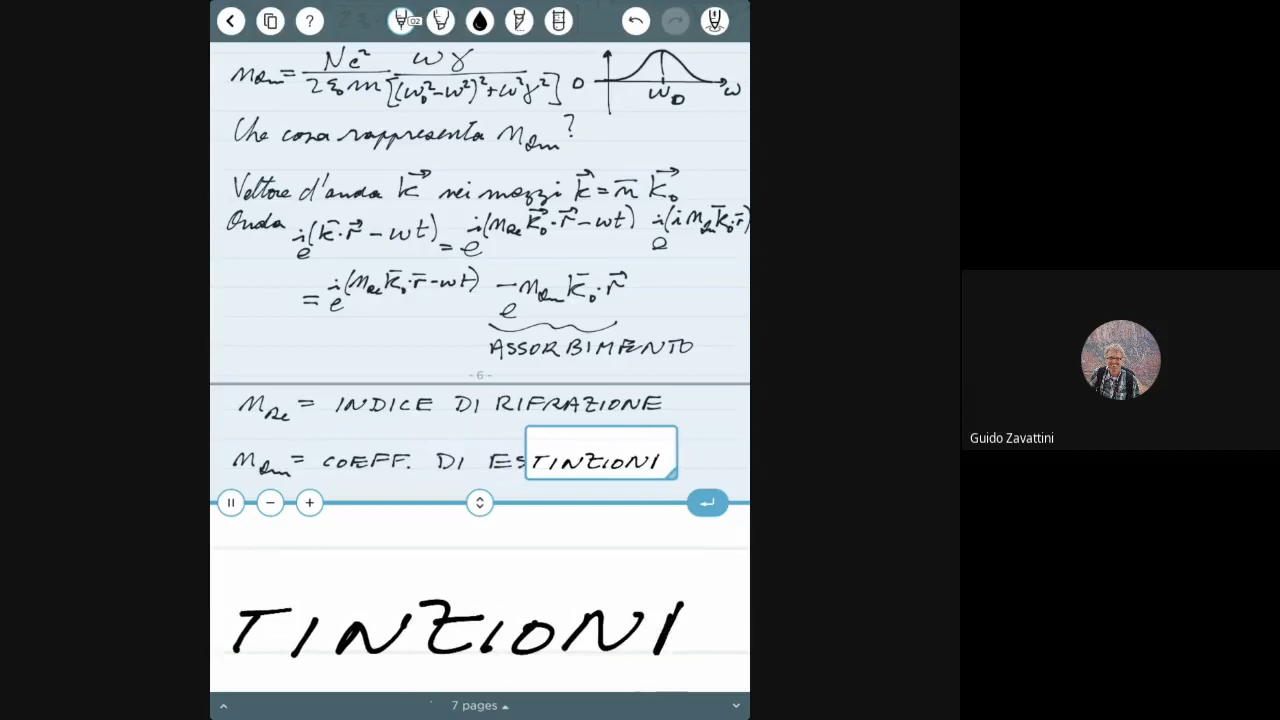 02
n_Im = Ne² / 2ε₀m ωγ / [(ω₀²-ω²)²+ω²γ²] 0 ω₀ ω
Che cosa rappresenta n_Im?
Vettore d'onda k⃗ nei mezzi k⃗ = n̄ k⃗₀
Onda e^i(k̄·r⃗-ωt) = e^i(n_Re k⃗₀·r⃗-ωt) e^i(i n_Im k̄₀·r̄)
= e^i(n_Re k̄₀·r̄-ωt) e^-n_Im k̄₀·r⃗
ASSORBIMENTO
- 6 -
n_Re = INDICE DI RIFRAZIONE
n_Im = COEFF. DI ESTINZIONI
TINZIONI
7 pages
Guido Zavattini